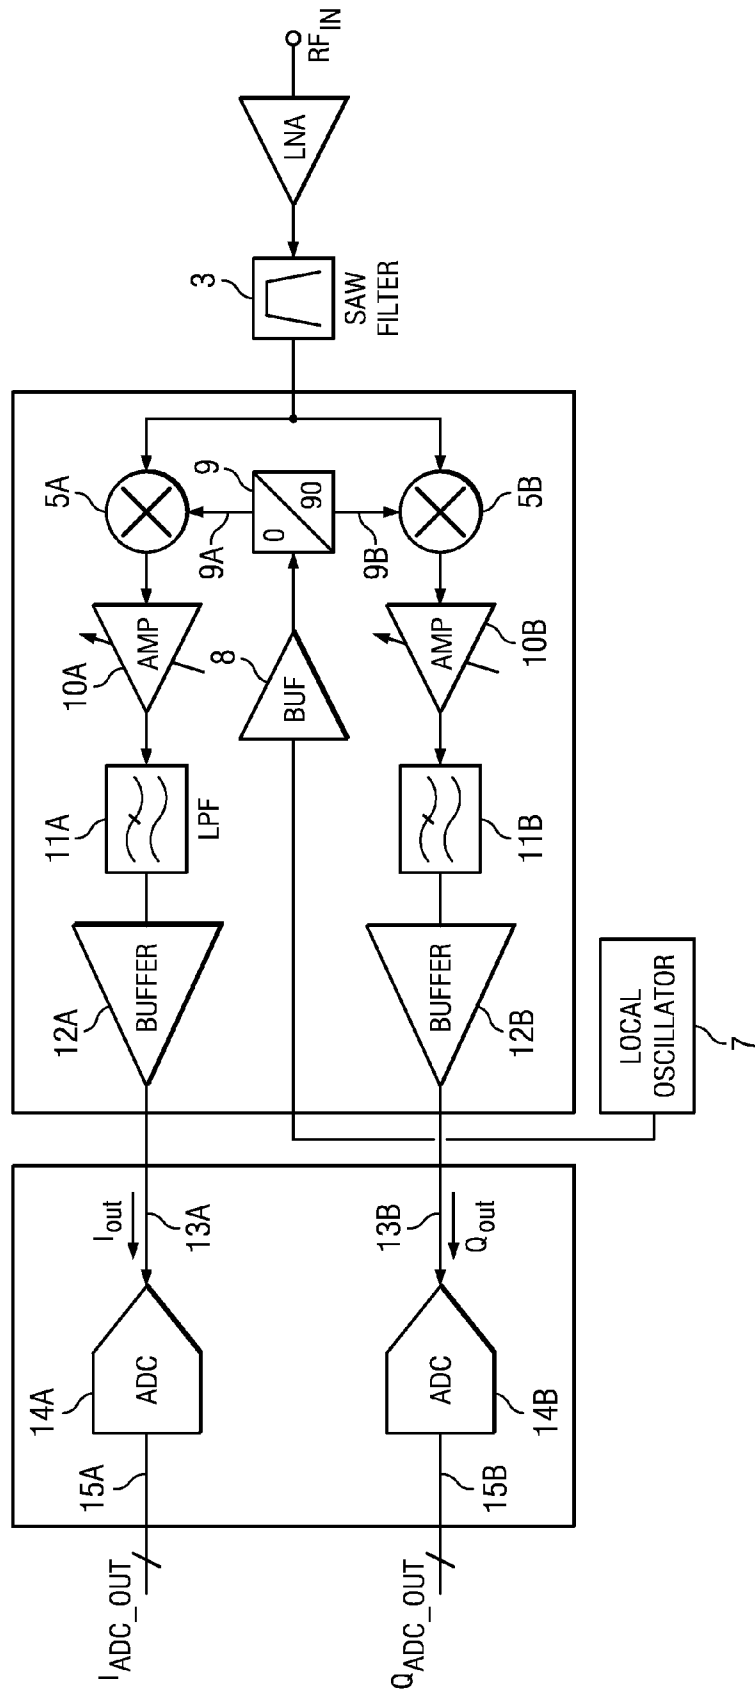 RF_IN
LNA
3
SAW
FILTER
5A
9
0
90
9A
9B
5B
AMP
10A
8
BUF
AMP
10B
11A
LPF
11B
BUFFER
12A
BUFFER
12B
LOCAL
OSCILLATOR
7
I_out
13A
13B
Q_out
ADC
14A
ADC
14B
15A
15B
I_ADC_OUT
Q_ADC_OUT